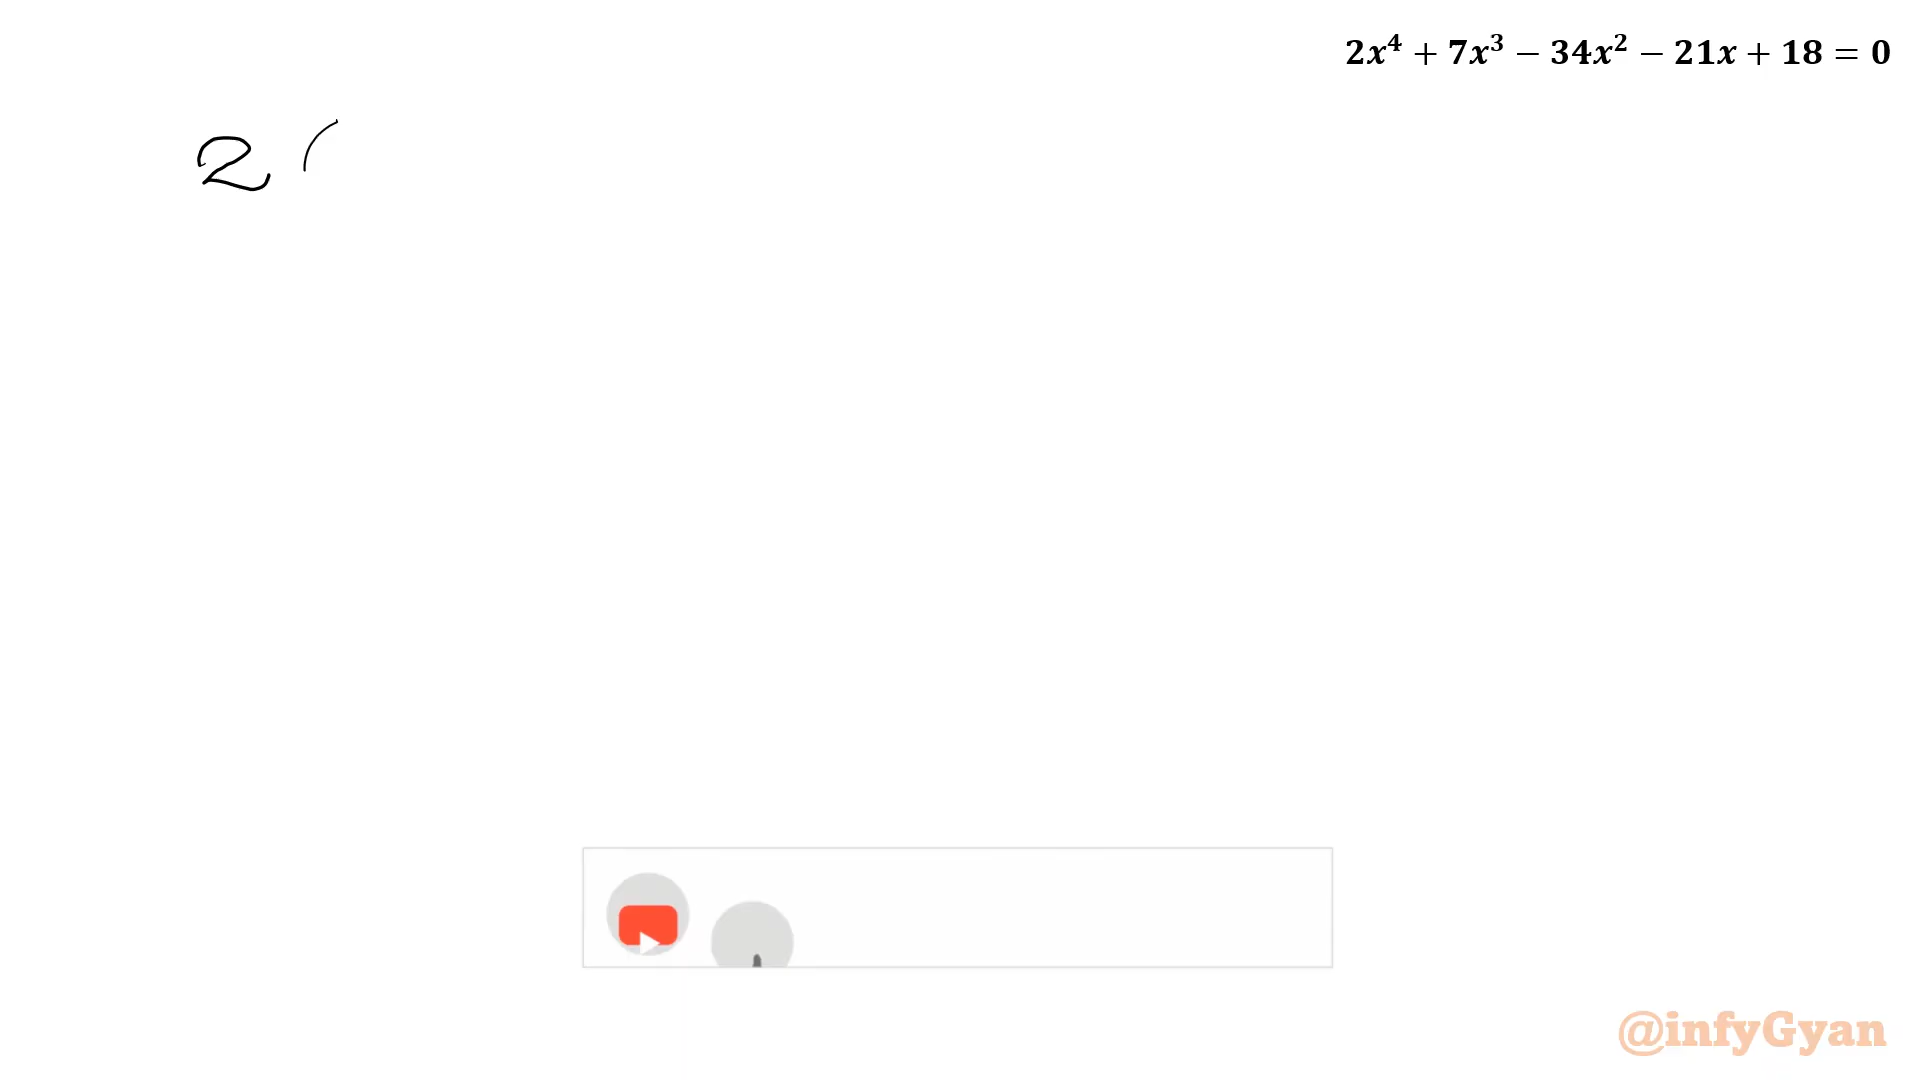 2x⁴ + 7x³ − 34x² − 21x + 18 = 0
2 (
@infyGyan